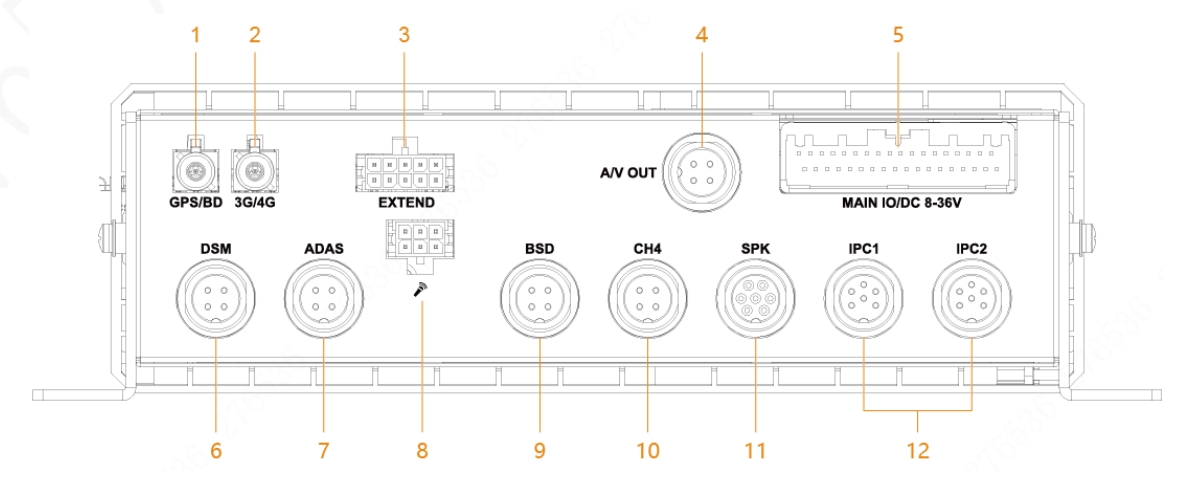 1 2 3 4 5
A/V OUT
GPS/BD 3G/4G EXTEND MAIN IO/DC 8-36V
DSM ADAS BSD CH4 SPK IPC1 IPC2
6 7 8 9 10 11 12